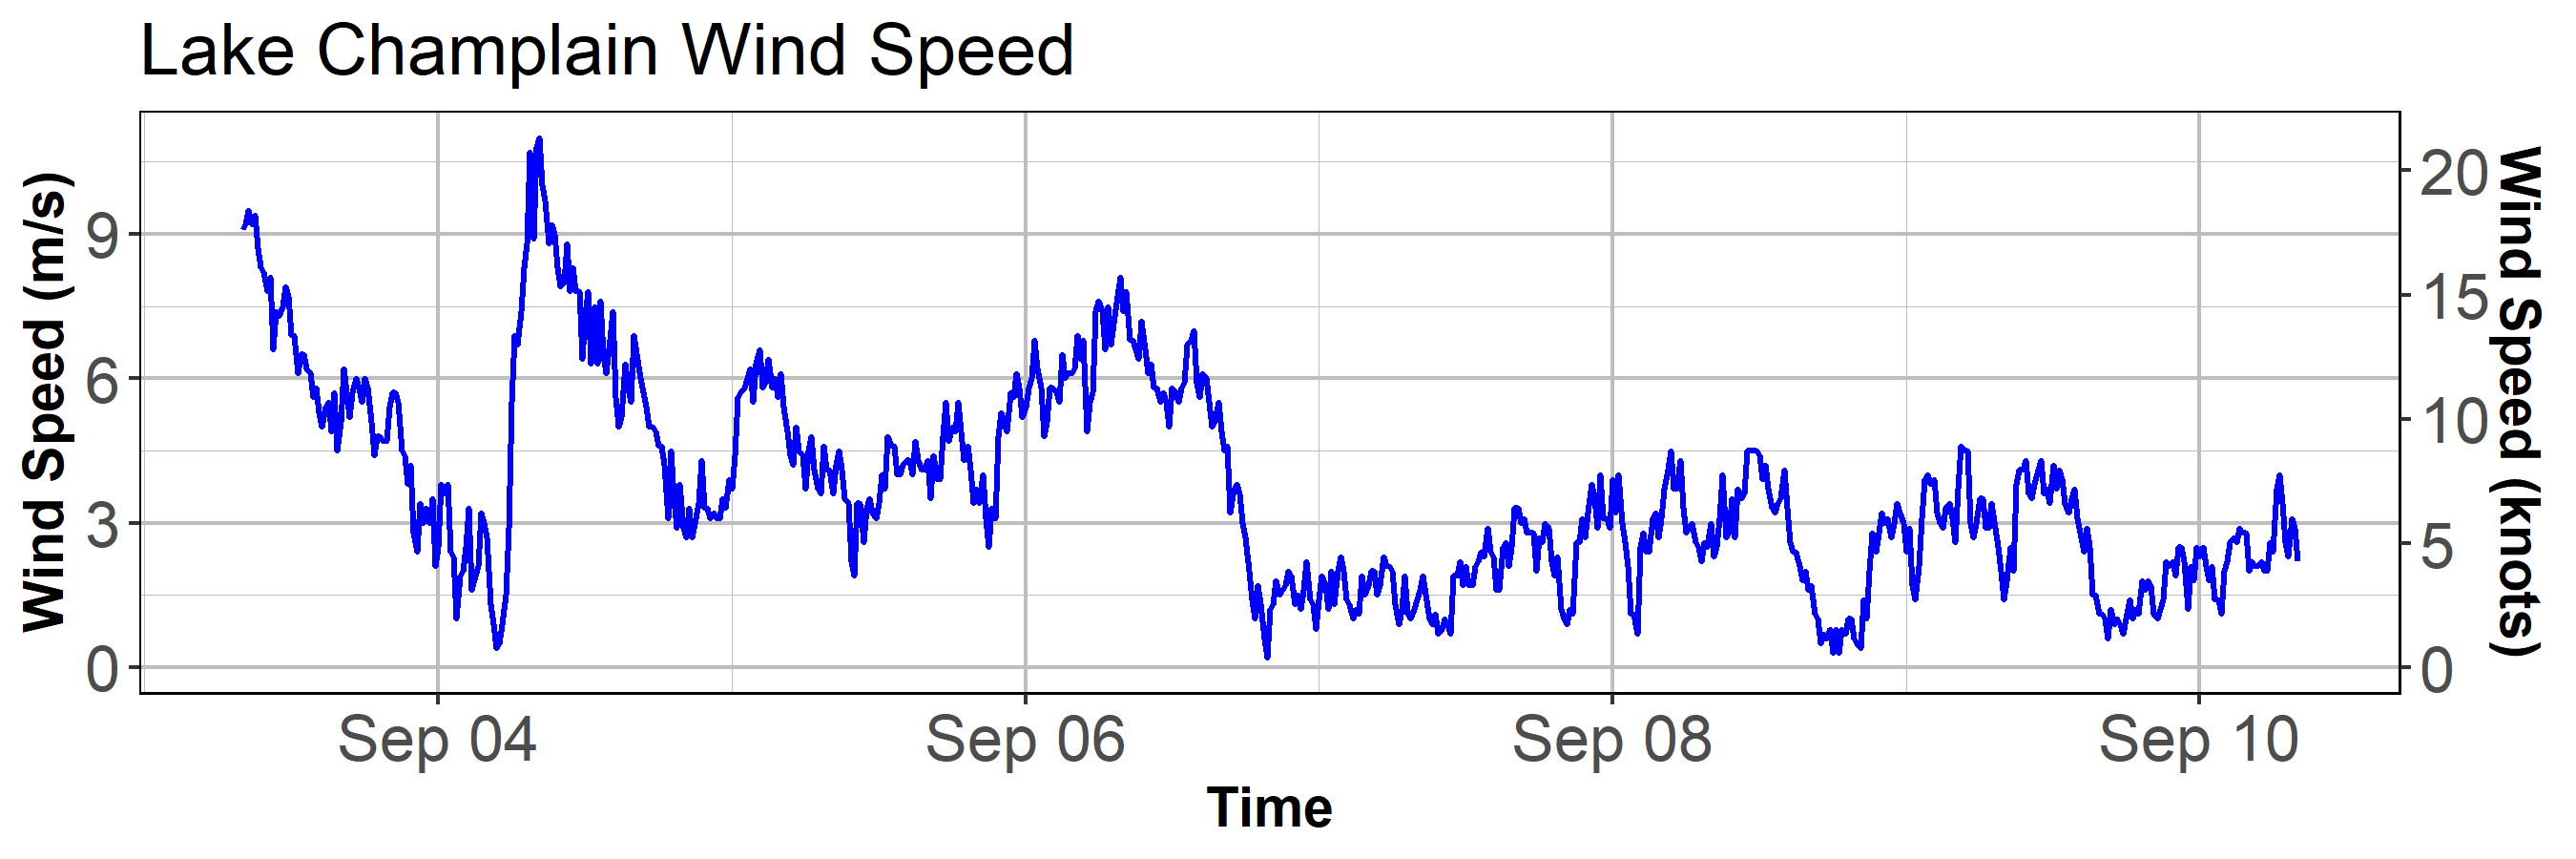 Lake Champlain Wind Speed
Wind Speed (m/s)
9
6
3
0
20
15
10
5
0
Wind Speed (knots)
Sep 04
Sep 06
Sep 08
Sep 10
Time